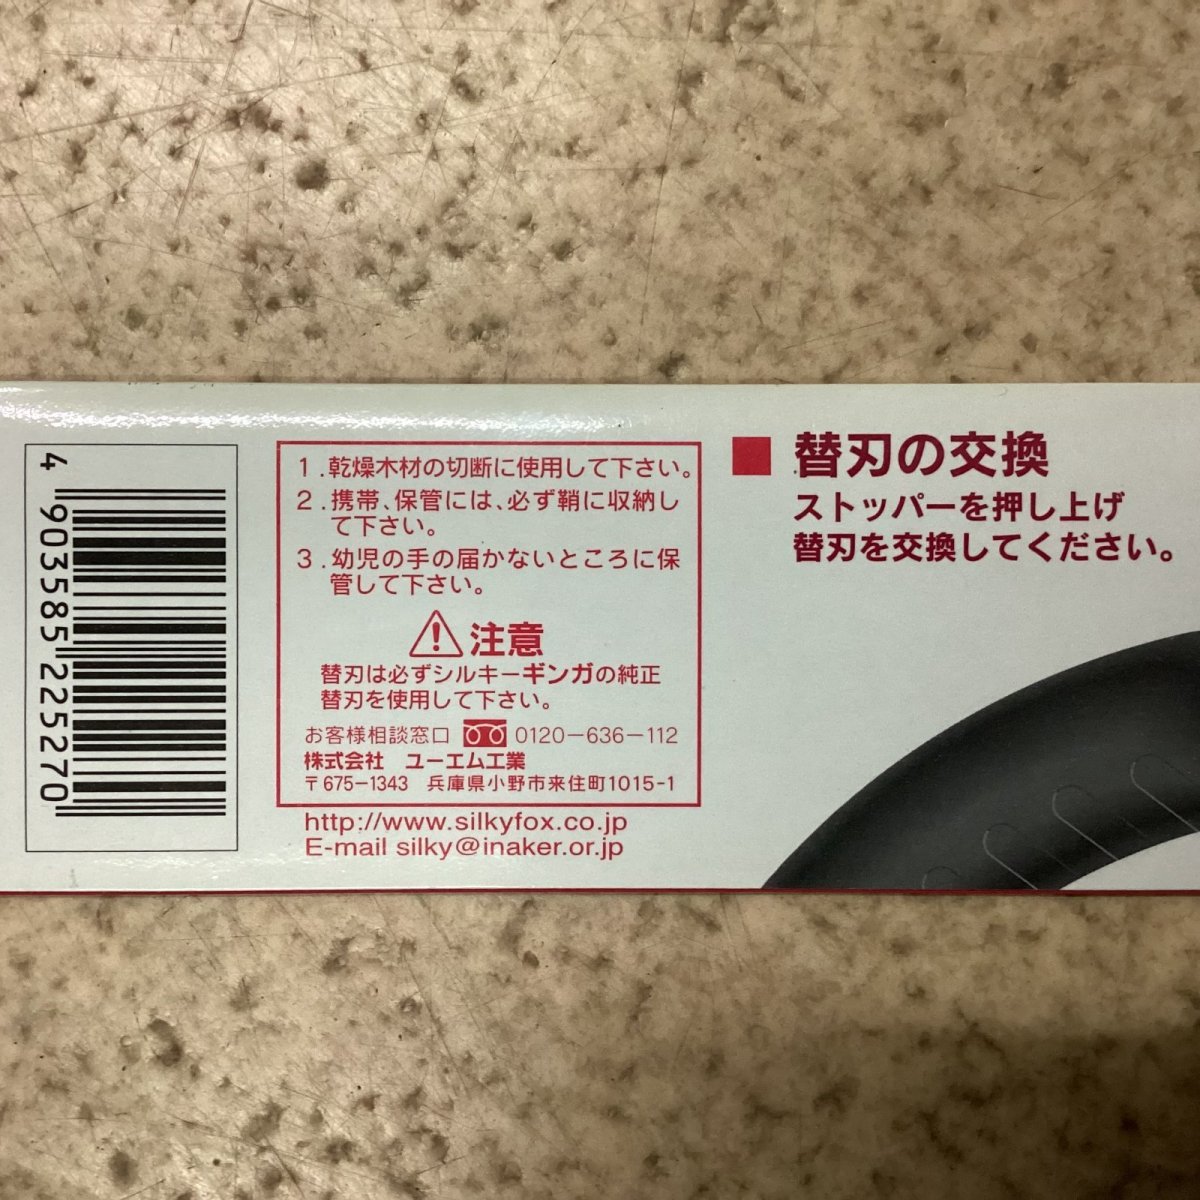 4 903585 225270
1.乾燥木材の切断に使用して下さい。
2.携帯、保管には、必ず鞘に収納し
て下さい。
3.幼児の手の届かないところに保
管して下さい。
注意
替刃は必ずシルキーギンガの純正
替刃を使用して下さい。
お客様相談窓口 0120-636-112
株式会社 ユーエム工業
〒675-1343 兵庫県小野市来住町1015-1
http://www.silkyfox.co.jp
E-mail silky@inaker.or.jp
■ 替刃の交換
ストッパーを押し上げ
替刃を交換してください。